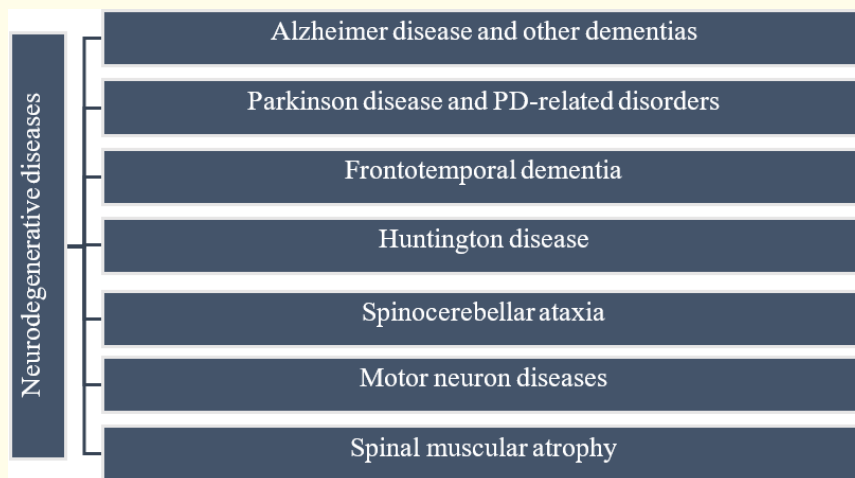 Neurodegenerative diseases
Alzheimer disease and other dementias
Parkinson disease and PD-related disorders
Frontotemporal dementia
Huntington disease
Spinocerebellar ataxia
Motor neuron diseases
Spinal muscular atrophy